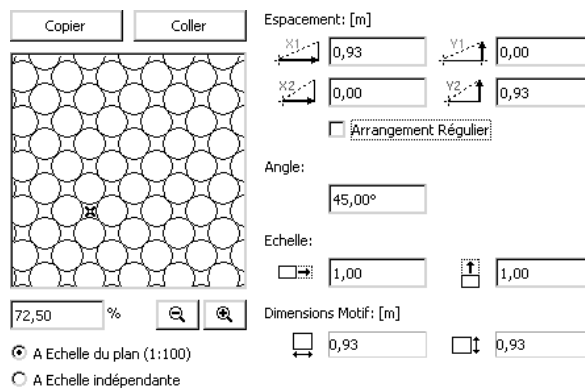 Copier
Coller
Espacement: [m]
X1
0,93
Y1
0,00
X2
0,00
Y2
0,93
Arrangement Régulier
Angle:
45,00°
Echelle:
1,00
1,00
72,50 %
Dimensions Motif: [m]
0,93
0,93
A Echelle du plan (1:100)
A Echelle indépendante